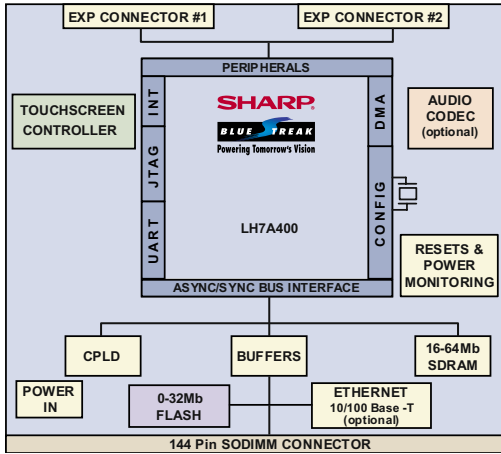 EXP CONNECTOR #1
EXP CONNECTOR #2
PERIPHERALS
TOUCHSCREEN
CONTROLLER
INT
JTAG
UART
SHARP®
BLUE STREAK
Powering Tomorrow's Vision
LH7A400
DMA
CONFIG
AUDIO
CODEC
(optional)
RESETS &
POWER
MONITORING
ASYNC/SYNC BUS INTERFACE
CPLD
BUFFERS
16-64Mb
SDRAM
POWER
IN
0-32Mb
FLASH
ETHERNET
10/100 Base -T
(optional)
144 Pin SODIMM CONNECTOR